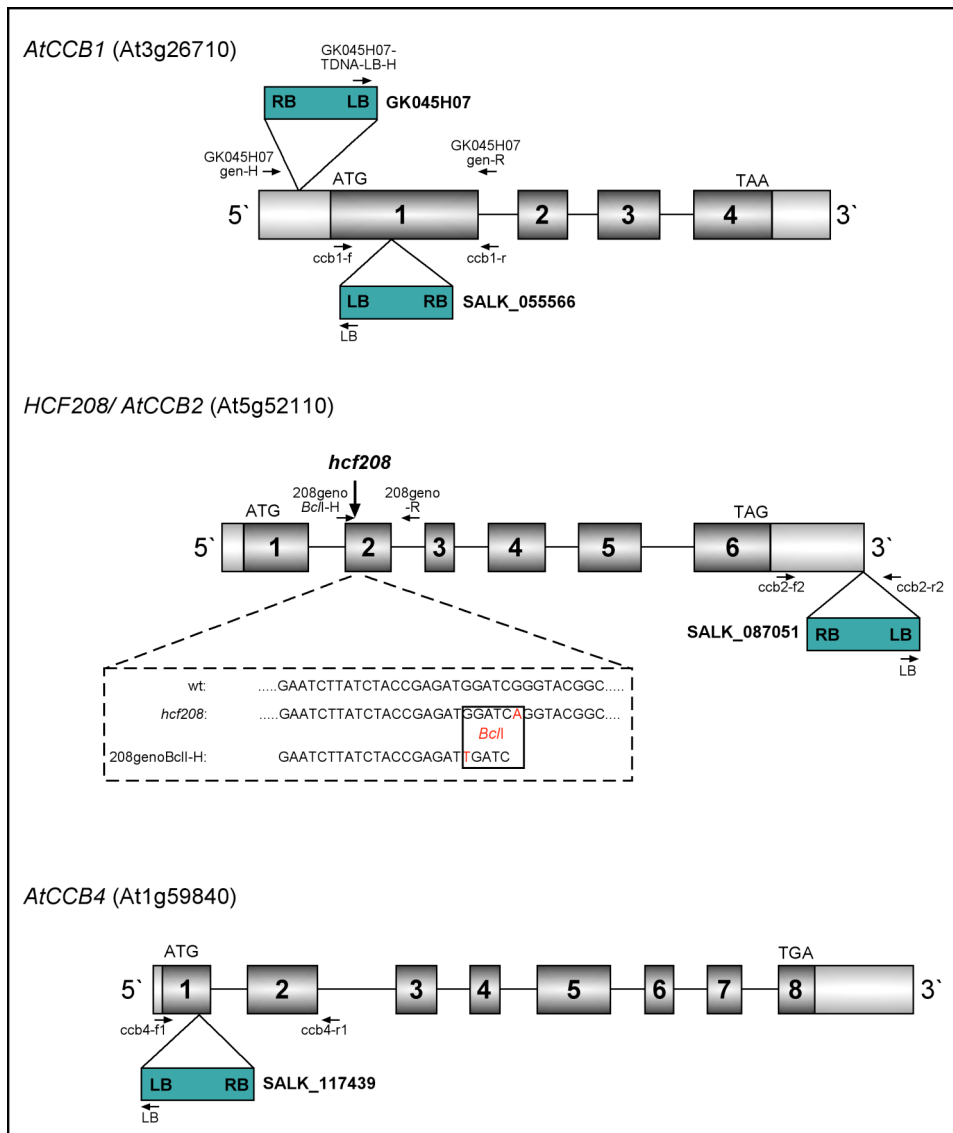 AtCCB1 (At3g26710)
GK045H07-
TDNA-LB-H
RB LB GK045H07
GK045H07
gen-H
GK045H07
gen-R
ATG TAA
5` 1 2 3 4 3`
ccb1-f ccb1-r
LB RB SALK_055566
LB
HCF208/ AtCCB2 (At5g52110)
hcf208
208geno
BclI-H
208geno
-R
ATG TAG
5` 1 2 3 4 5 6 3`
ccb2-f2 ccb2-r2
SALK_087051 RB LB
LB
wt: .....GAATCTTATCTACCGAGATGGATCGGGTACGGC.....
hcf208: .....GAATCTTATCTACCGAGATGGATCAGGTACGGC.....
BclI
208genoBclI-H: GAATCTTATCTACCGAGATTGATC
AtCCB4 (At1g59840)
ATG TGA
5` 1 2 3 4 5 6 7 8 3`
ccb4-f1 ccb4-r1
LB RB SALK_117439
LB